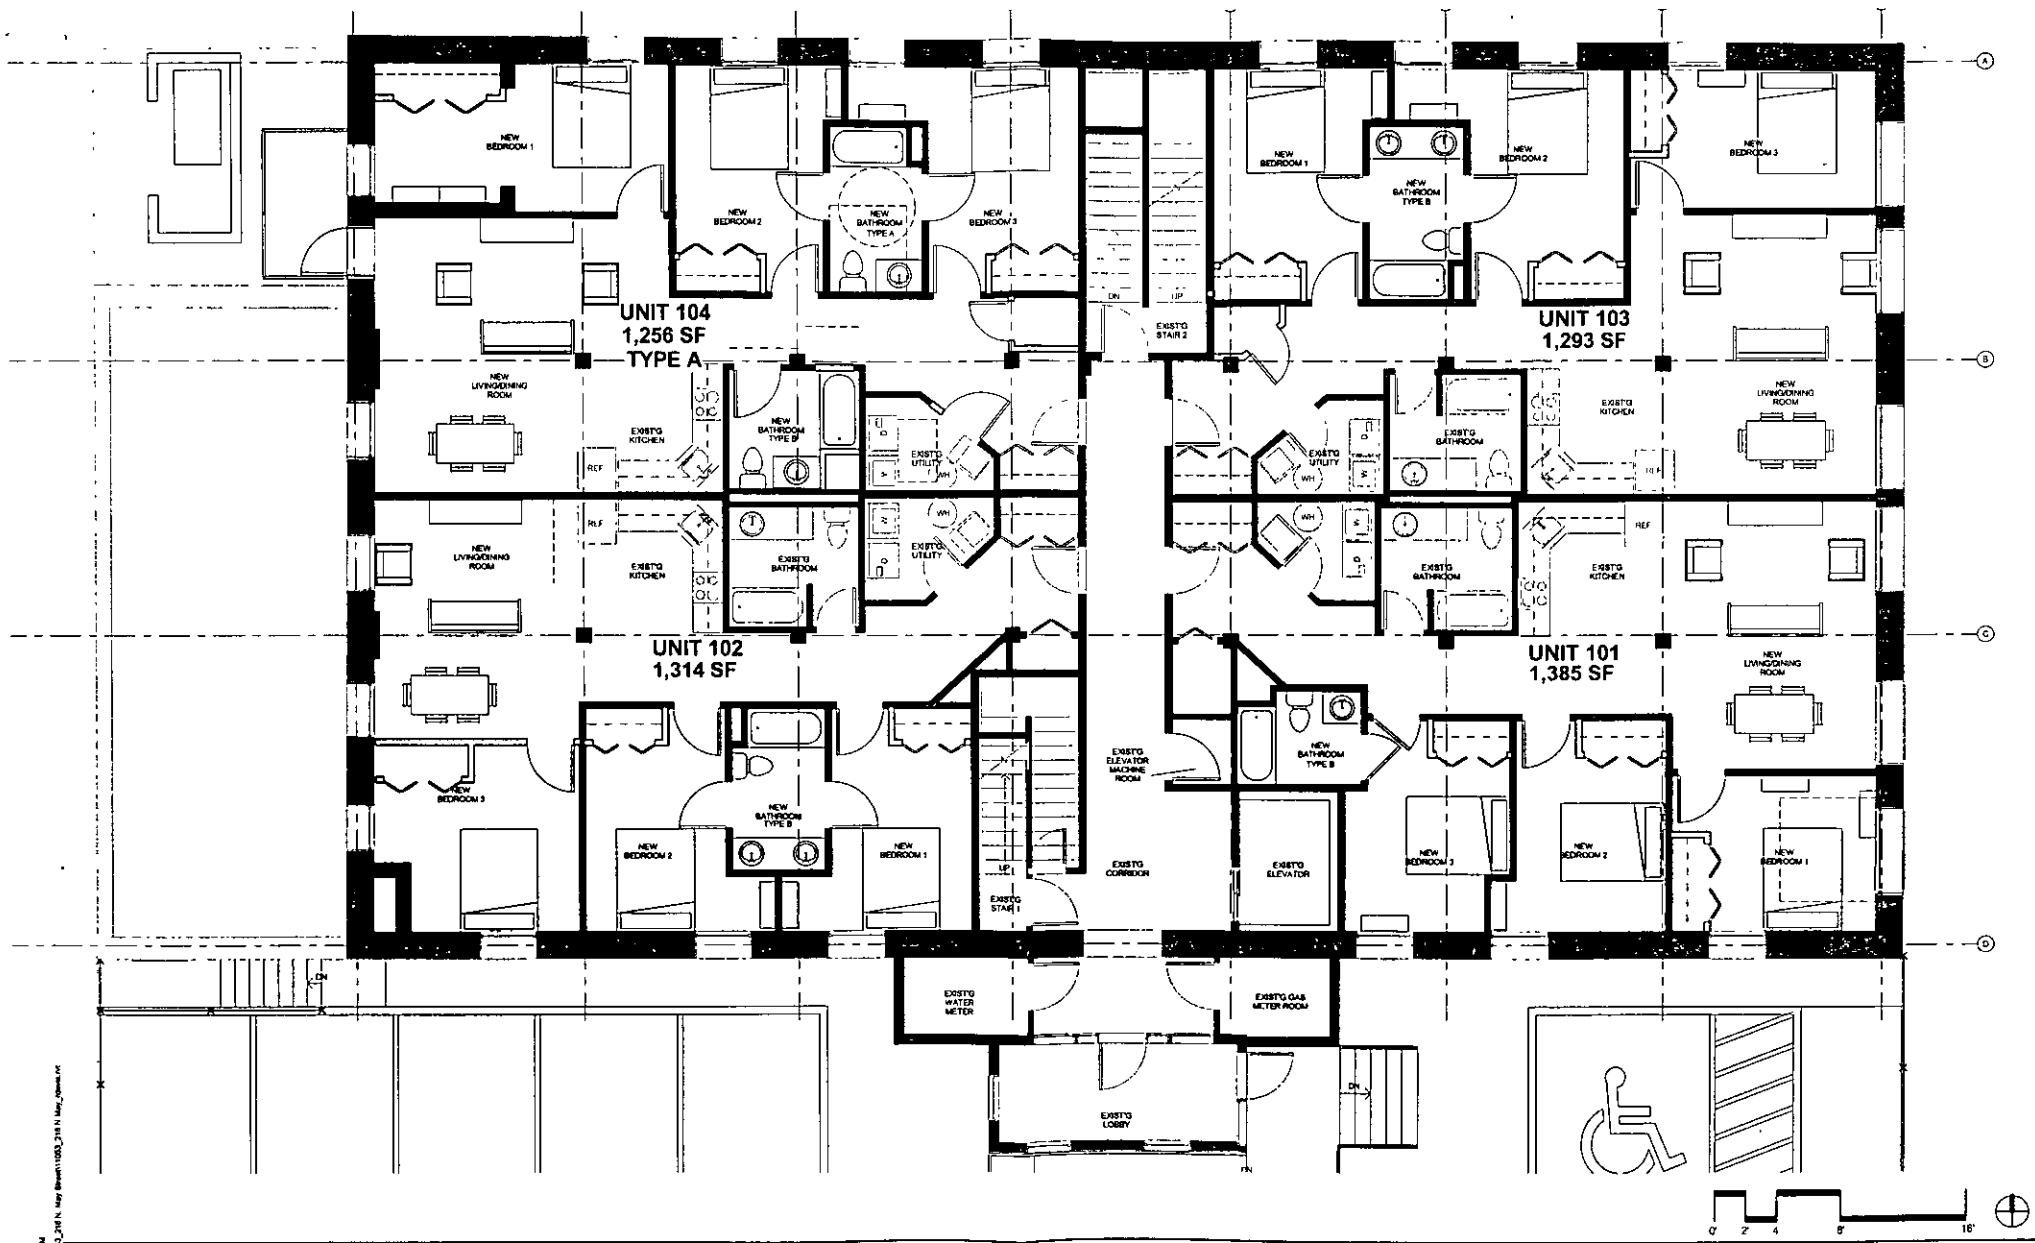 A
NEW
BEDROOM 1
NEW
BEDROOM 2
NEW
BATHROOM
TYPE A
NEW
BEDROOM 3
NEW
BEDROOM 1
NEW
BATHROOM
TYPE B
NEW
BEDROOM 2
NEW
BEDROOM 3
DN
UP
EXIST'G
STAIR 2
UNIT 104
1,256 SF
TYPE A
UNIT 103
1,293 SF
B
NEW
LIVING/DINING
ROOM
EXIST'G
KITCHEN
REF
NEW
BATHROOM
TYPE B
EXIST'G
UTILITY
D
W
WH
EXIST'G
UTILITY
D
W
WH
EXIST'G
BATHROOM
EXIST'G
KITCHEN
REF
NEW
LIVING/DINING
ROOM
NEW
LIVING/DINING
ROOM
REF
EXIST'G
KITCHEN
EXIST'G
BATHROOM
W
D
WH
EXIST'G
UTILITY
WH
W
D
EXIST'G
UTILITY
EXIST'G
BATHROOM
EXIST'G
KITCHEN
REF
NEW
LIVING/DINING
ROOM
C
UNIT 102
1,314 SF
UNIT 101
1,385 SF
NEW
BEDROOM 3
NEW
BEDROOM 2
NEW
BATHROOM
TYPE B
NEW
BEDROOM 1
UP
EXIST'G
STAIR 1
EXIST'G
ELEVATOR
MACHINE
ROOM
EXIST'G
CORRIDOR
NEW
BATHROOM
TYPE B
EXIST'G
ELEVATOR
NEW
BEDROOM 3
NEW
BEDROOM 2
NEW
BEDROOM 1
D
DN
EXIST'G
WATER
METER
EXIST'G GAS
METER ROOM
EXIST'G
LOBBY
DN
DN
0'
2'
4
8'
16'